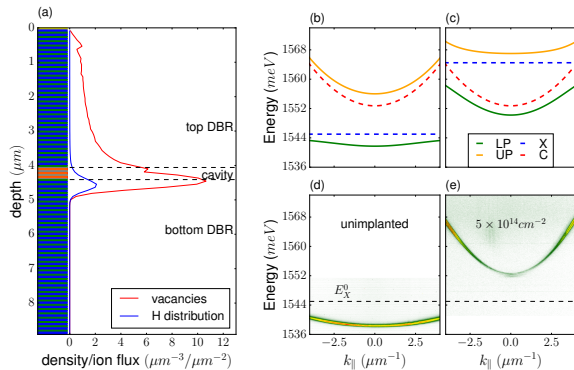 (a)
0
1
2
3
4
5
6
7
8
depth (μm)
top DBR
cavity
bottom DBR
vacancies
H distribution
0 2 4 6 8 10 12
density/ion flux (μm⁻³/μm⁻²)
(b)
1568
1560
1552
1544
1536
Energy (meV)
(c)
LP X
UP C
(d)
unimplanted
E⁰_X
1568
1560
1552
1544
1536
Energy (meV)
−2.5 0.0 2.5
k∥ (μm⁻¹)
(e)
5 × 10¹⁴cm⁻²
−2.5 0.0 2.5
k∥ (μm⁻¹)